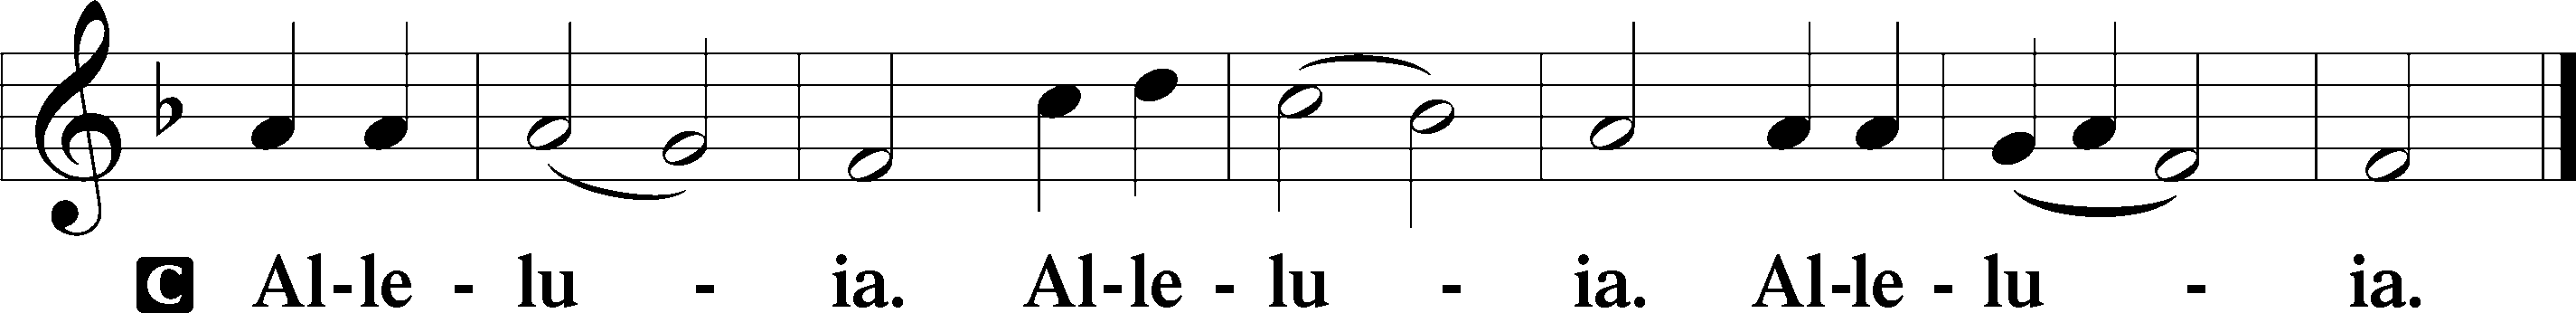 C Al-le - lu - ia. Al-le - lu - ia. Al-le - lu - ia.